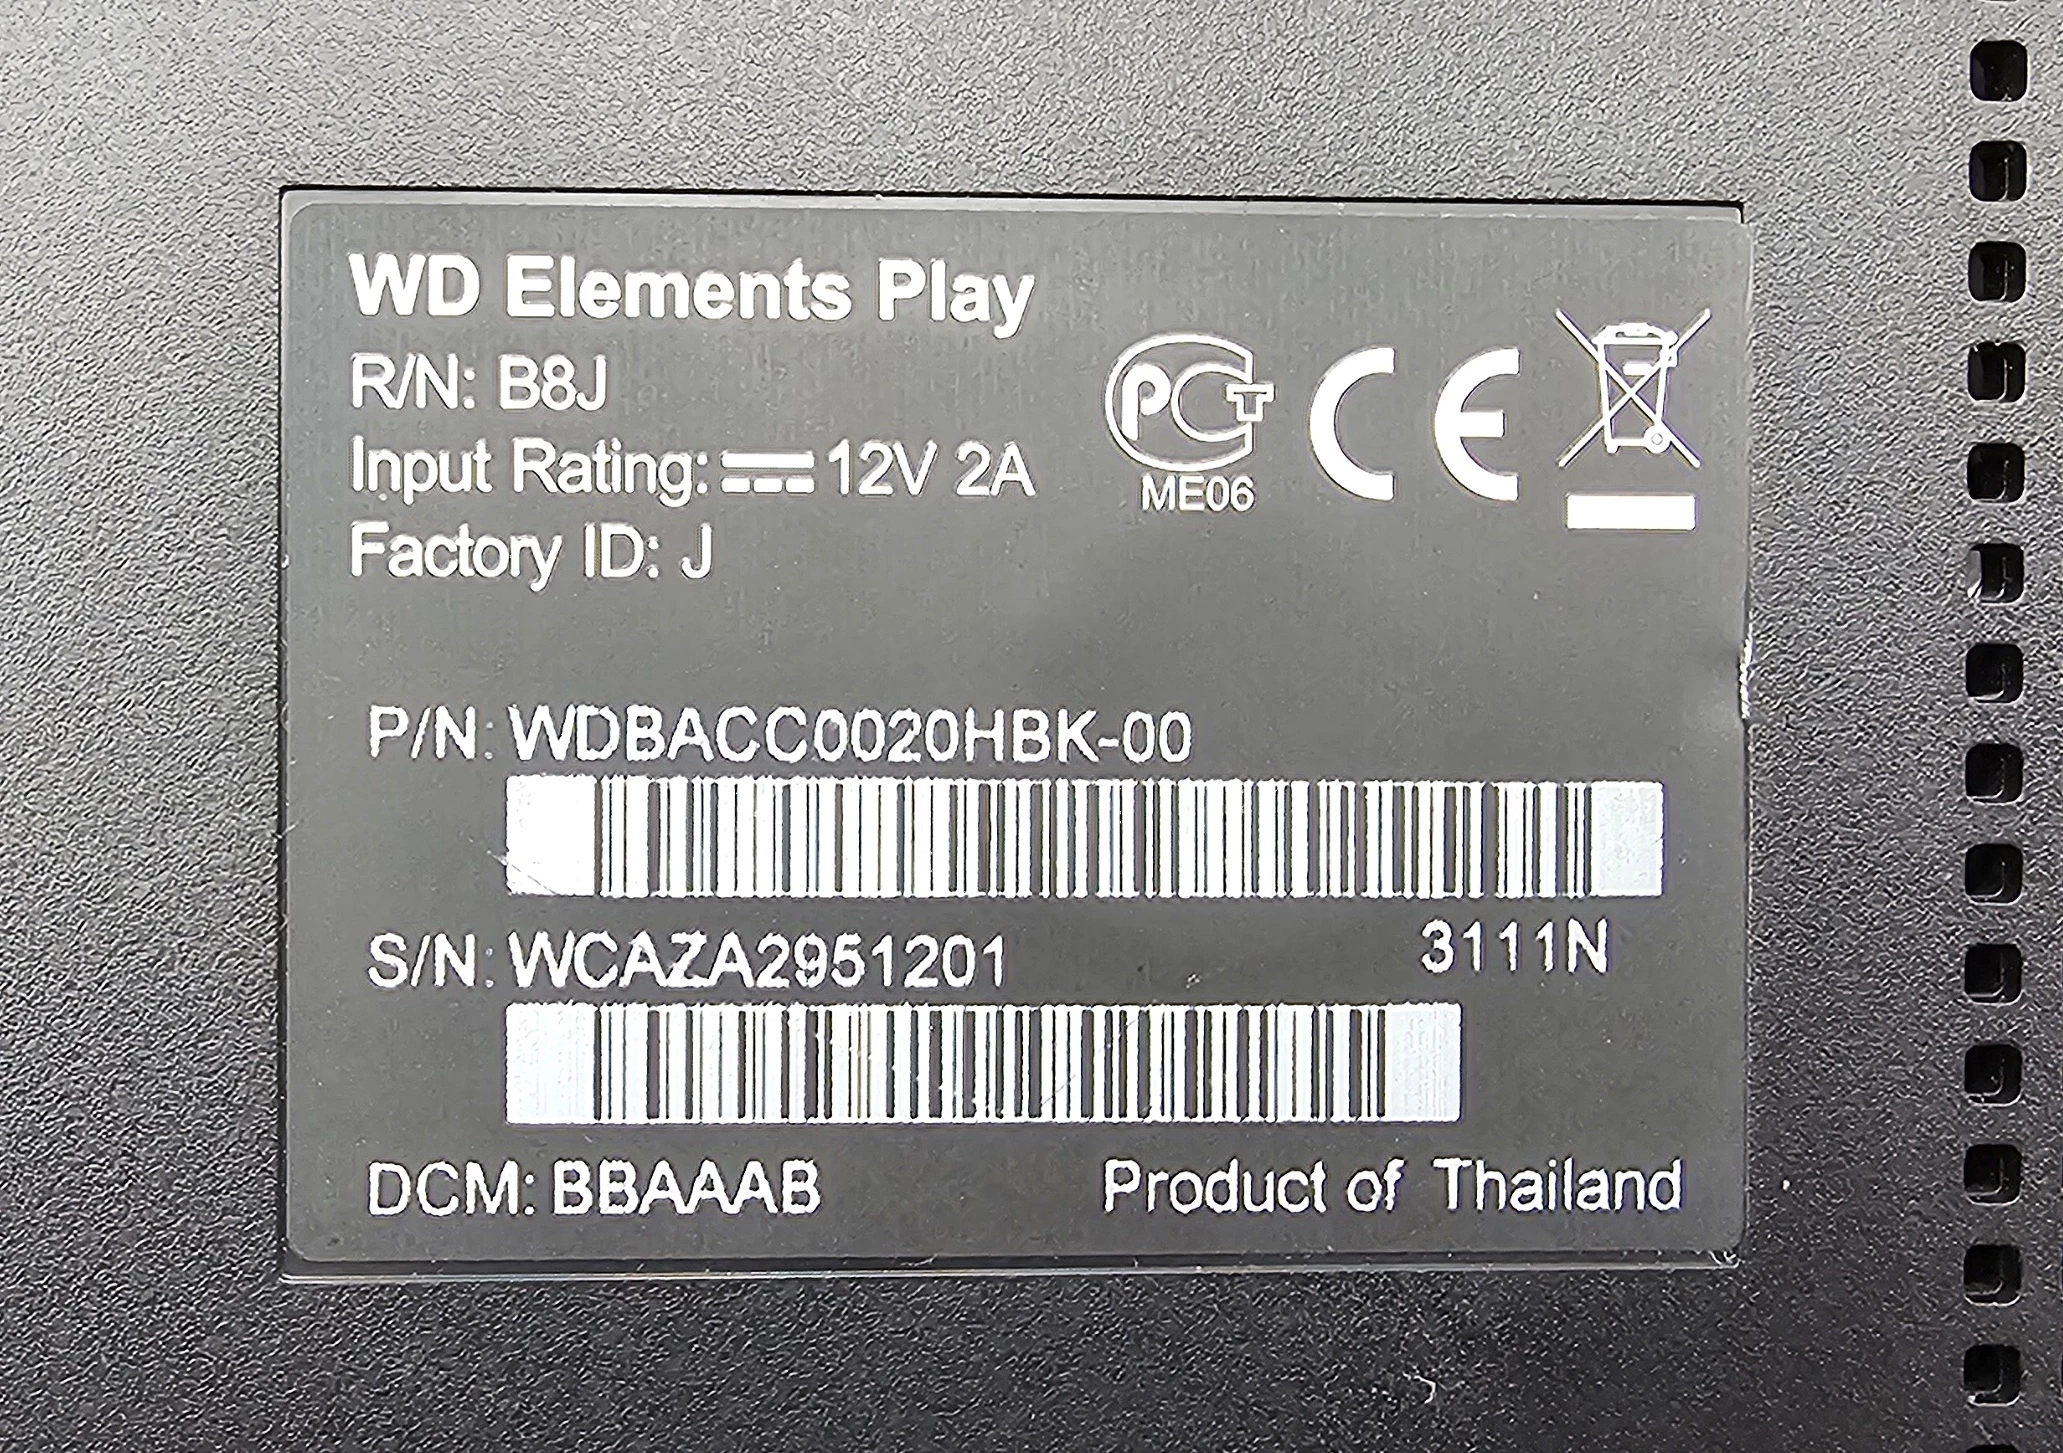 WD Elements Play
R/N: B8J
Input Rating: ⎓ 12V 2A
Factory ID: J
РСТ
ME06
CE
P/N: WDBACC0020HBK-00
S/N: WCAZA2951201
3111N
DCM: BBAAAB
Product of Thailand